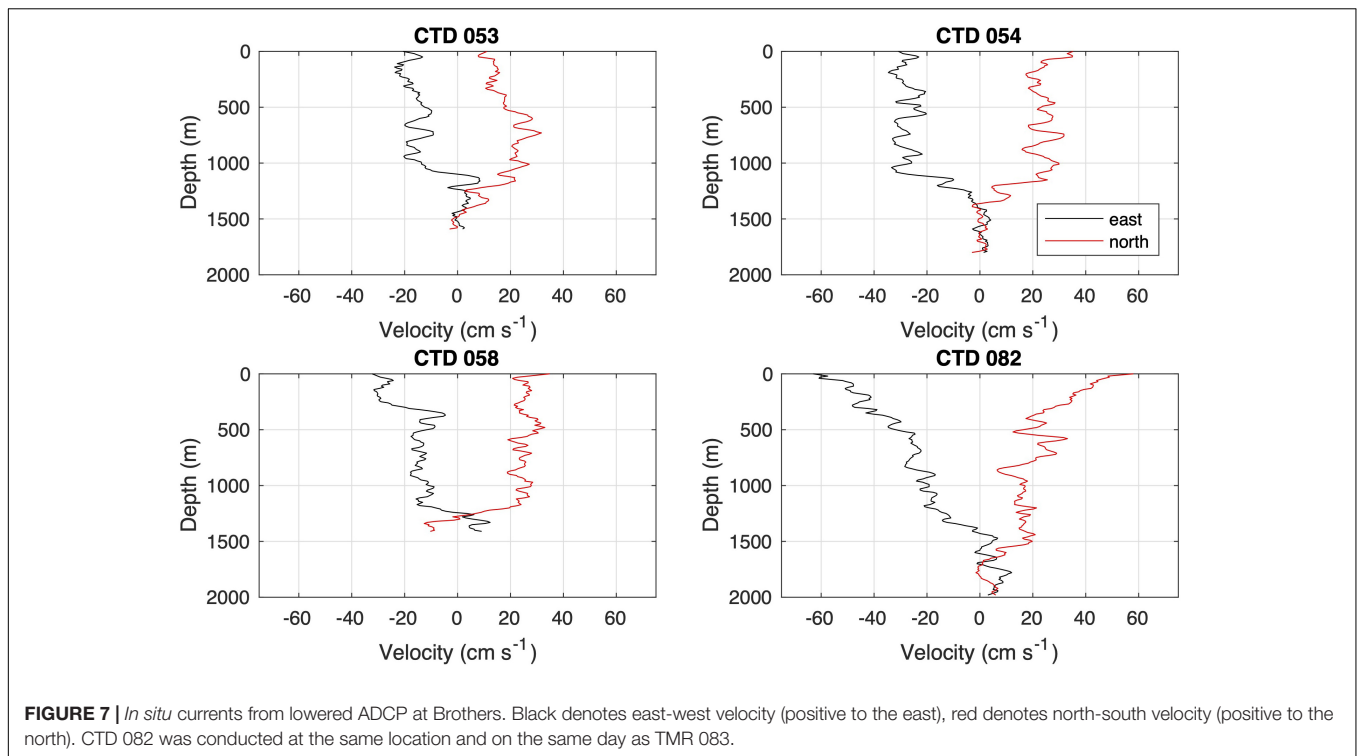 CTD 053
0
500
1000
1500
2000
Depth (m)
-60 -40 -20 0 20 40 60
Velocity (cm s⁻¹)
CTD 054
0
500
1000
1500
2000
Depth (m)
east
north
-60 -40 -20 0 20 40 60
Velocity (cm s⁻¹)
CTD 058
0
500
1000
1500
2000
Depth (m)
-60 -40 -20 0 20 40 60
Velocity (cm s⁻¹)
CTD 082
0
500
1000
1500
2000
Depth (m)
-60 -40 -20 0 20 40 60
Velocity (cm s⁻¹)
FIGURE 7 | In situ currents from lowered ADCP at Brothers. Black denotes east-west velocity (positive to the east), red denotes north-south velocity (positive to the
north). CTD 082 was conducted at the same location and on the same day as TMR 083.